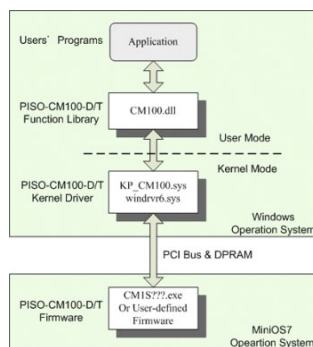 Users' Programs
Application
PISO-CM100-D/T
Function Library
CM100.dll
User Mode
Kernel Mode
PISO-CM100-D/T
Kernel Driver
KP_CM100.sys
windrvr6.sys
Windows
Operation System
PCI Bus & DPRAM
PISO-CM100-D/T
Firmware
CM1S???.exe
Or User-defined
Firmware
MiniOS7
Opeartion System